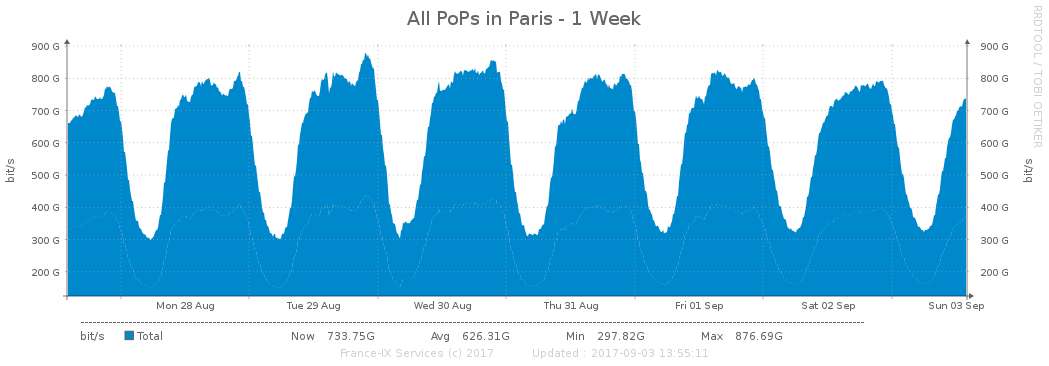 All PoPs in Paris - 1 Week
RRDTOOL / TOBI OETIKER
bit/s
900 G 900 G
800 G 800 G
700 G 700 G
600 G 600 G
500 G 500 G
400 G 400 G
300 G 300 G
200 G 200 G
bit/s
Mon 28 Aug Tue 29 Aug Wed 30 Aug Thu 31 Aug Fri 01 Sep Sat 02 Sep Sun 03 Sep
bit/s Total Now 733.75G Avg 626.31G Min 297.82G Max 876.69G
France-IX Services (c) 2017 Updated : 2017-09-03 13:55:11